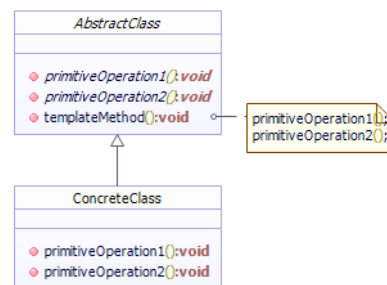 AbstractClass
primitiveOperation1():void
primitiveOperation2():void
templateMethod():void
primitiveOperation1();
primitiveOperation2();
ConcreteClass
primitiveOperation1():void
primitiveOperation2():void